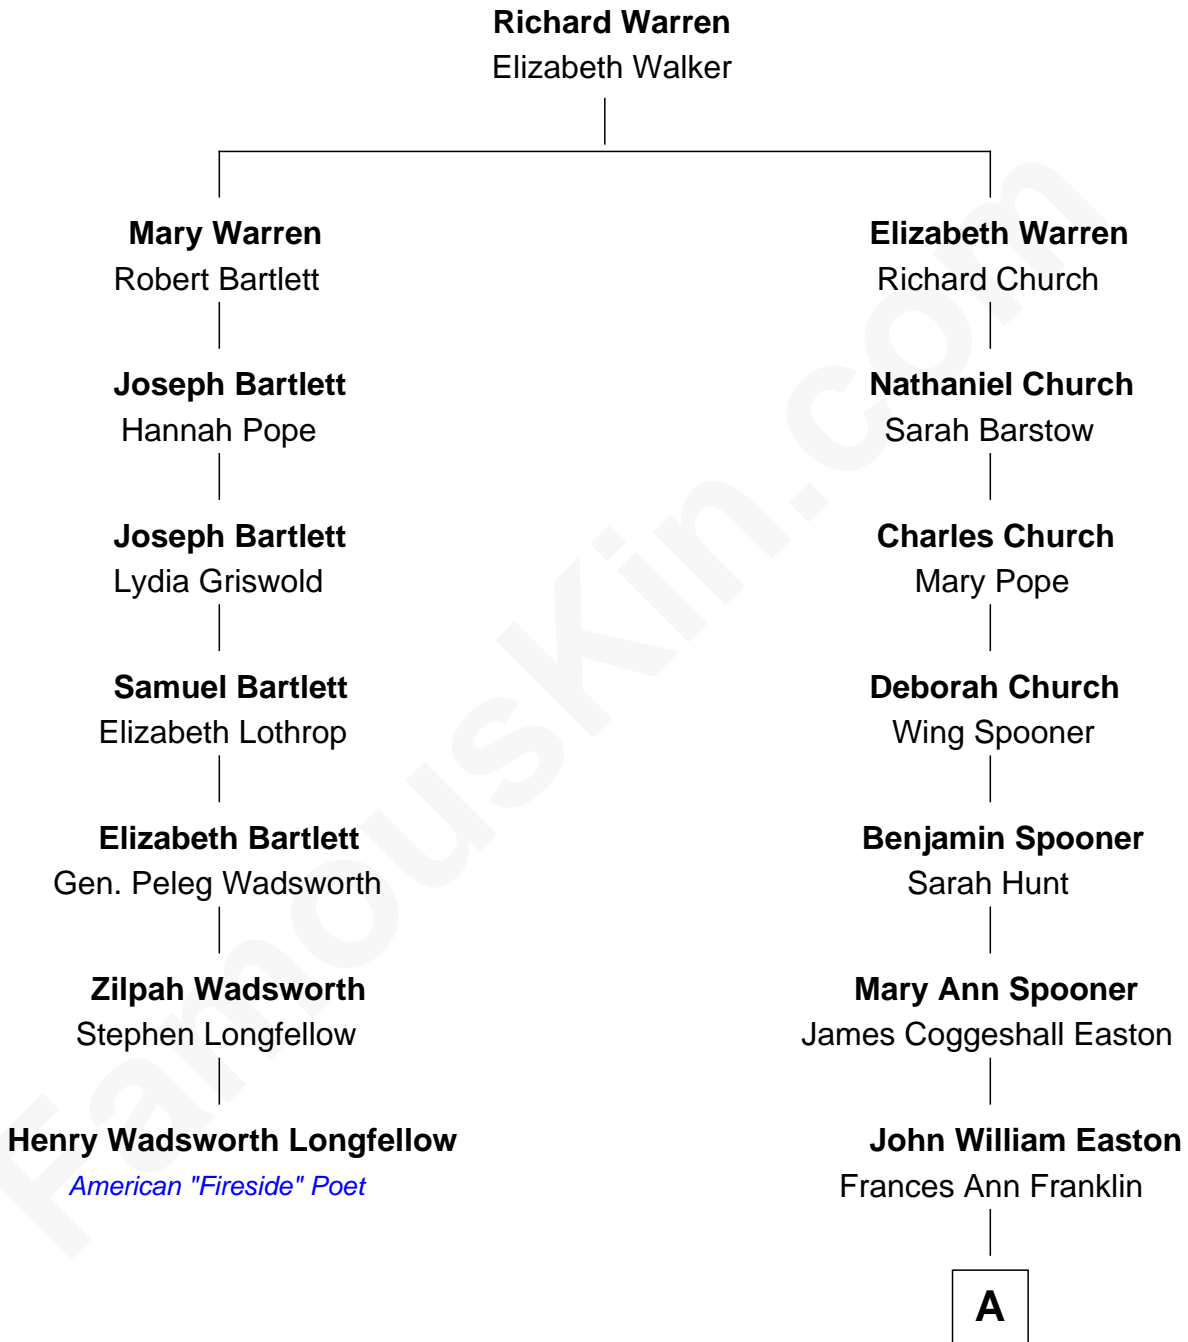 Richard Warren
Elizabeth Walker
Mary Warren
Robert Bartlett
Joseph Bartlett
Hannah Pope
Joseph Bartlett
Lydia Griswold
Samuel Bartlett
Elizabeth Lothrop
Elizabeth Bartlett
Gen. Peleg Wadsworth
Zilpah Wadsworth
Stephen Longfellow
Henry Wadsworth Longfellow
American "Fireside" Poet
Elizabeth Warren
Richard Church
Nathaniel Church
Sarah Barstow
Charles Church
Mary Pope
Deborah Church
Wing Spooner
Benjamin Spooner
Sarah Hunt
Mary Ann Spooner
James Coggeshall Easton
John William Easton
Frances Ann Franklin
A
FamousKin.com